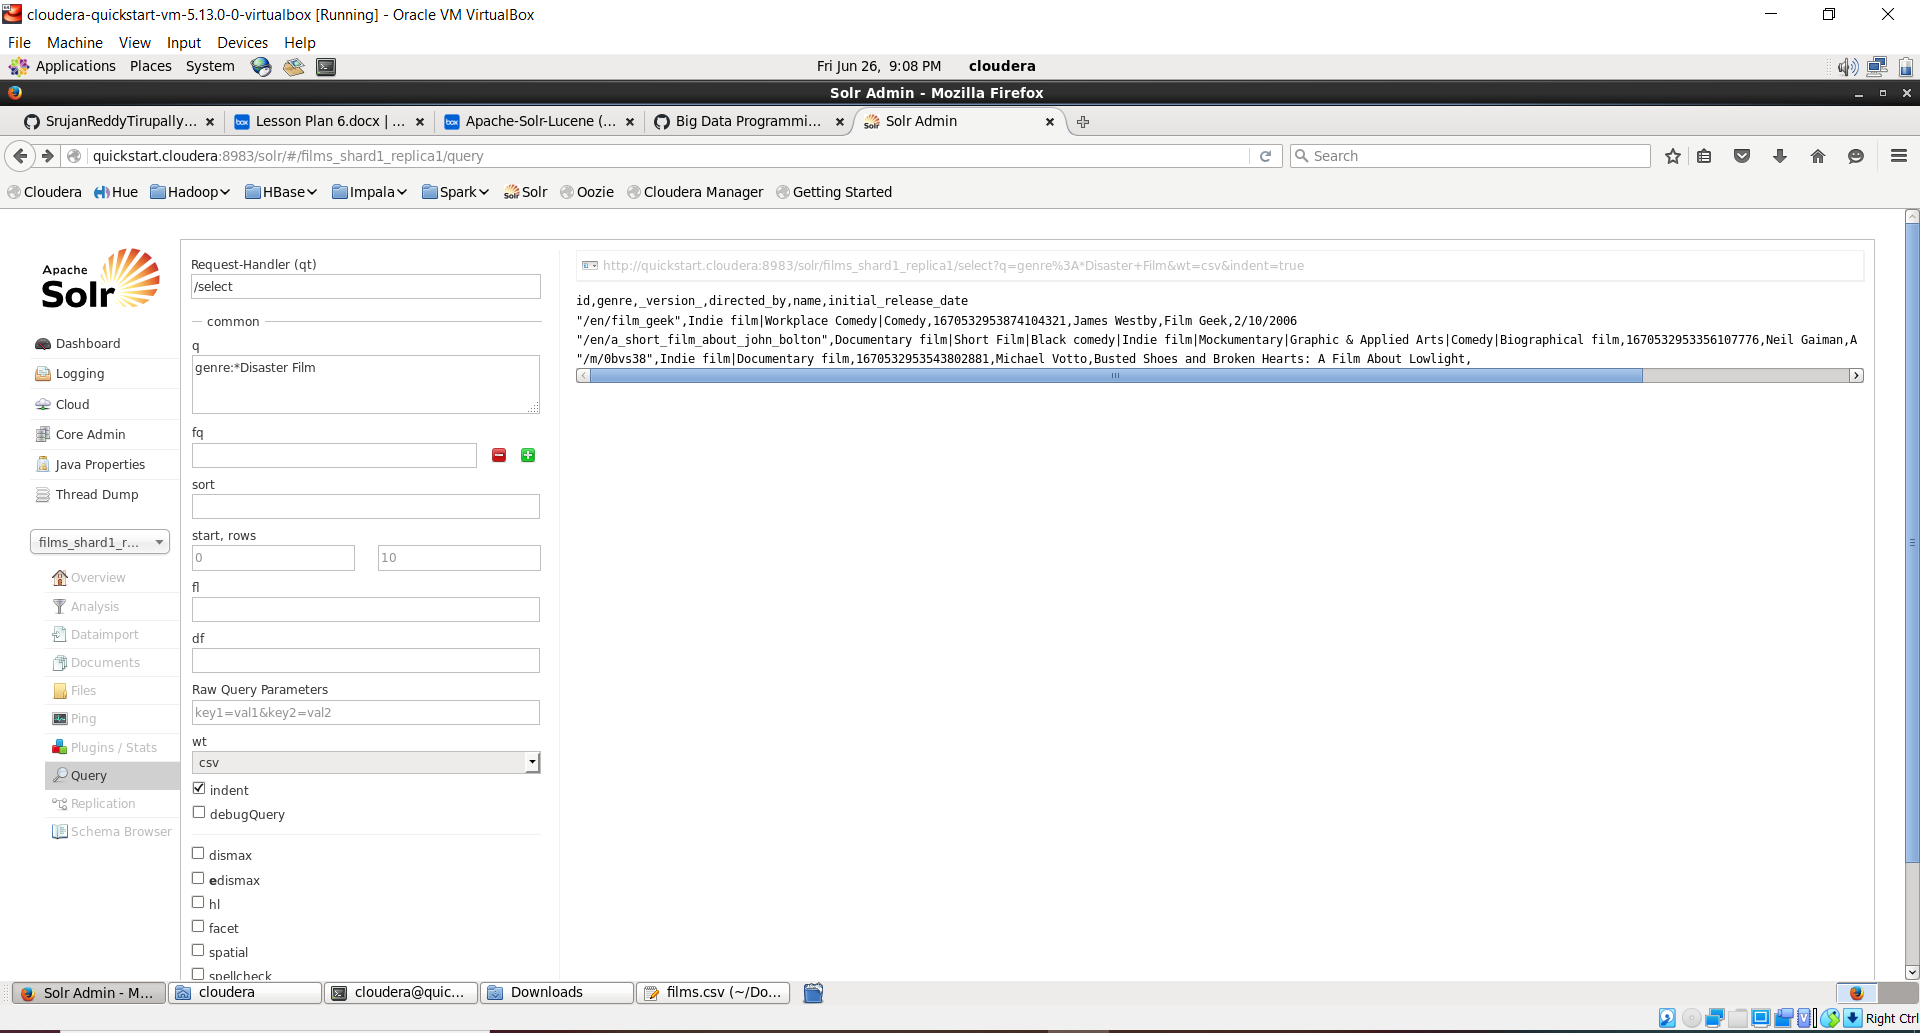 cloudera-quickstart-vm-5.13.0-0-virtualbox [Running] - Oracle VM VirtualBox
File Machine View Input Devices Help
Applications Places System Fri Jun 26, 9:08 PM cloudera
Solr Admin - Mozilla Firefox
SrujanReddyTirupally... Lesson Plan 6.docx | ... Apache-Solr-Lucene (... Big Data Programmi... Solr Admin
quickstart.cloudera:8983/solr/#/films_shard1_replica1/query Search
Cloudera Hue Hadoop HBase Impala Spark Solr Oozie Cloudera Manager Getting Started
Apache
Solr
Dashboard
Logging
Cloud
Core Admin
Java Properties
Thread Dump
films_shard1_r...
Overview
Analysis
Dataimport
Documents
Files
Ping
Plugins / Stats
Query
Replication
Schema Browser
Request-Handler (qt)
/select
common
q
genre:*Disaster Film
fq
sort
start, rows
0 10
fl
df
Raw Query Parameters
key1=val1&key2=val2
wt
csv
indent
debugQuery
dismax
edismax
hl
facet
spatial
spellcheck
http://quickstart.cloudera:8983/solr/films_shard1_replica1/select?q=genre%3A*Disaster+Film&wt=csv&indent=true
id,genre,_version_,directed_by,name,initial_release_date
"/en/film_geek",Indie film|Workplace Comedy|Comedy,1670532953874104321,James Westby,Film Geek,2/10/2006
"/en/a_short_film_about_john_bolton",Documentary film|Short Film|Black comedy|Indie film|Mockumentary|Graphic & Applied Arts|Comedy|Biographical film,1670532953356107776,Neil Gaiman,A
"/m/0bvs38",Indie film|Documentary film,1670532953543802881,Michael Votto,Busted Shoes and Broken Hearts: A Film About Lowlight,
Solr Admin - M... cloudera cloudera@quic... Downloads films.csv (~/Do...
Right Ctrl